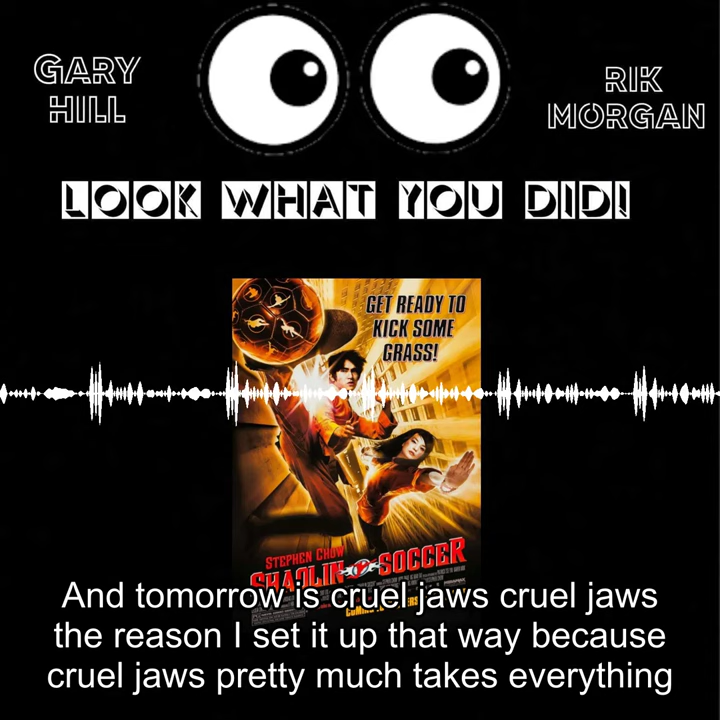 GARY
HILL
RIK
MORGAN
LOOK WHAT YOU DID!
GET READY TO
KICK SOME
GRASS!
STEPHEN CHOW
SHAOLIN SOCCER
And tomorrow is cruel jaws cruel jaws
the reason I set it up that way because
cruel jaws pretty much takes everything